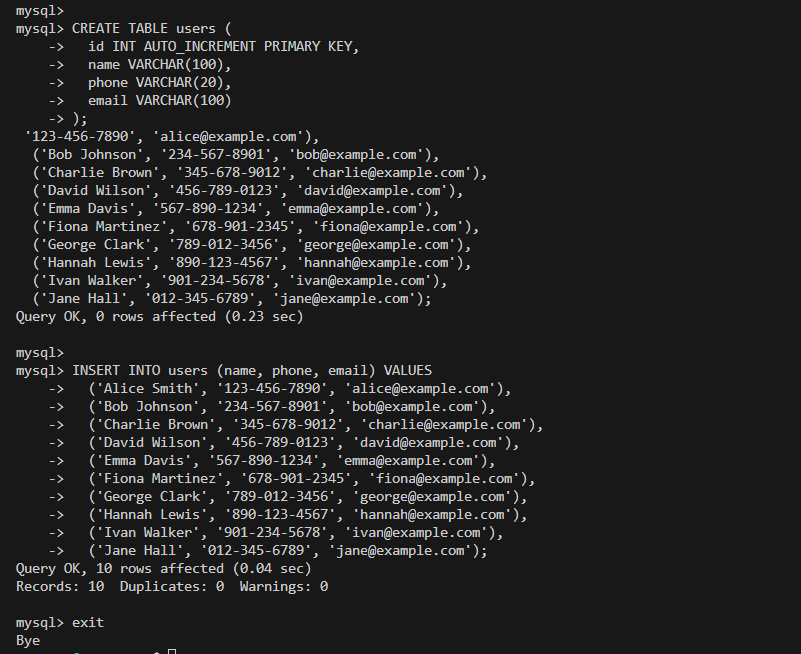 mysql>
mysql> CREATE TABLE users (
    ->   id INT AUTO_INCREMENT PRIMARY KEY,
    ->   name VARCHAR(100),
    ->   phone VARCHAR(20),
    ->   email VARCHAR(100)
    -> );
 '123-456-7890', 'alice@example.com'),
  ('Bob Johnson', '234-567-8901', 'bob@example.com'),
  ('Charlie Brown', '345-678-9012', 'charlie@example.com'),
  ('David Wilson', '456-789-0123', 'david@example.com'),
  ('Emma Davis', '567-890-1234', 'emma@example.com'),
  ('Fiona Martinez', '678-901-2345', 'fiona@example.com'),
  ('George Clark', '789-012-3456', 'george@example.com'),
  ('Hannah Lewis', '890-123-4567', 'hannah@example.com'),
  ('Ivan Walker', '901-234-5678', 'ivan@example.com'),
  ('Jane Hall', '012-345-6789', 'jane@example.com');
Query OK, 0 rows affected (0.23 sec)

mysql>
mysql> INSERT INTO users (name, phone, email) VALUES
    ->   ('Alice Smith', '123-456-7890', 'alice@example.com'),
    ->   ('Bob Johnson', '234-567-8901', 'bob@example.com'),
    ->   ('Charlie Brown', '345-678-9012', 'charlie@example.com'),
    ->   ('David Wilson', '456-789-0123', 'david@example.com'),
    ->   ('Emma Davis', '567-890-1234', 'emma@example.com'),
    ->   ('Fiona Martinez', '678-901-2345', 'fiona@example.com'),
    ->   ('George Clark', '789-012-3456', 'george@example.com'),
    ->   ('Hannah Lewis', '890-123-4567', 'hannah@example.com'),
    ->   ('Ivan Walker', '901-234-5678', 'ivan@example.com'),
    ->   ('Jane Hall', '012-345-6789', 'jane@example.com');
Query OK, 10 rows affected (0.04 sec)
Records: 10  Duplicates: 0  Warnings: 0

mysql> exit
Bye